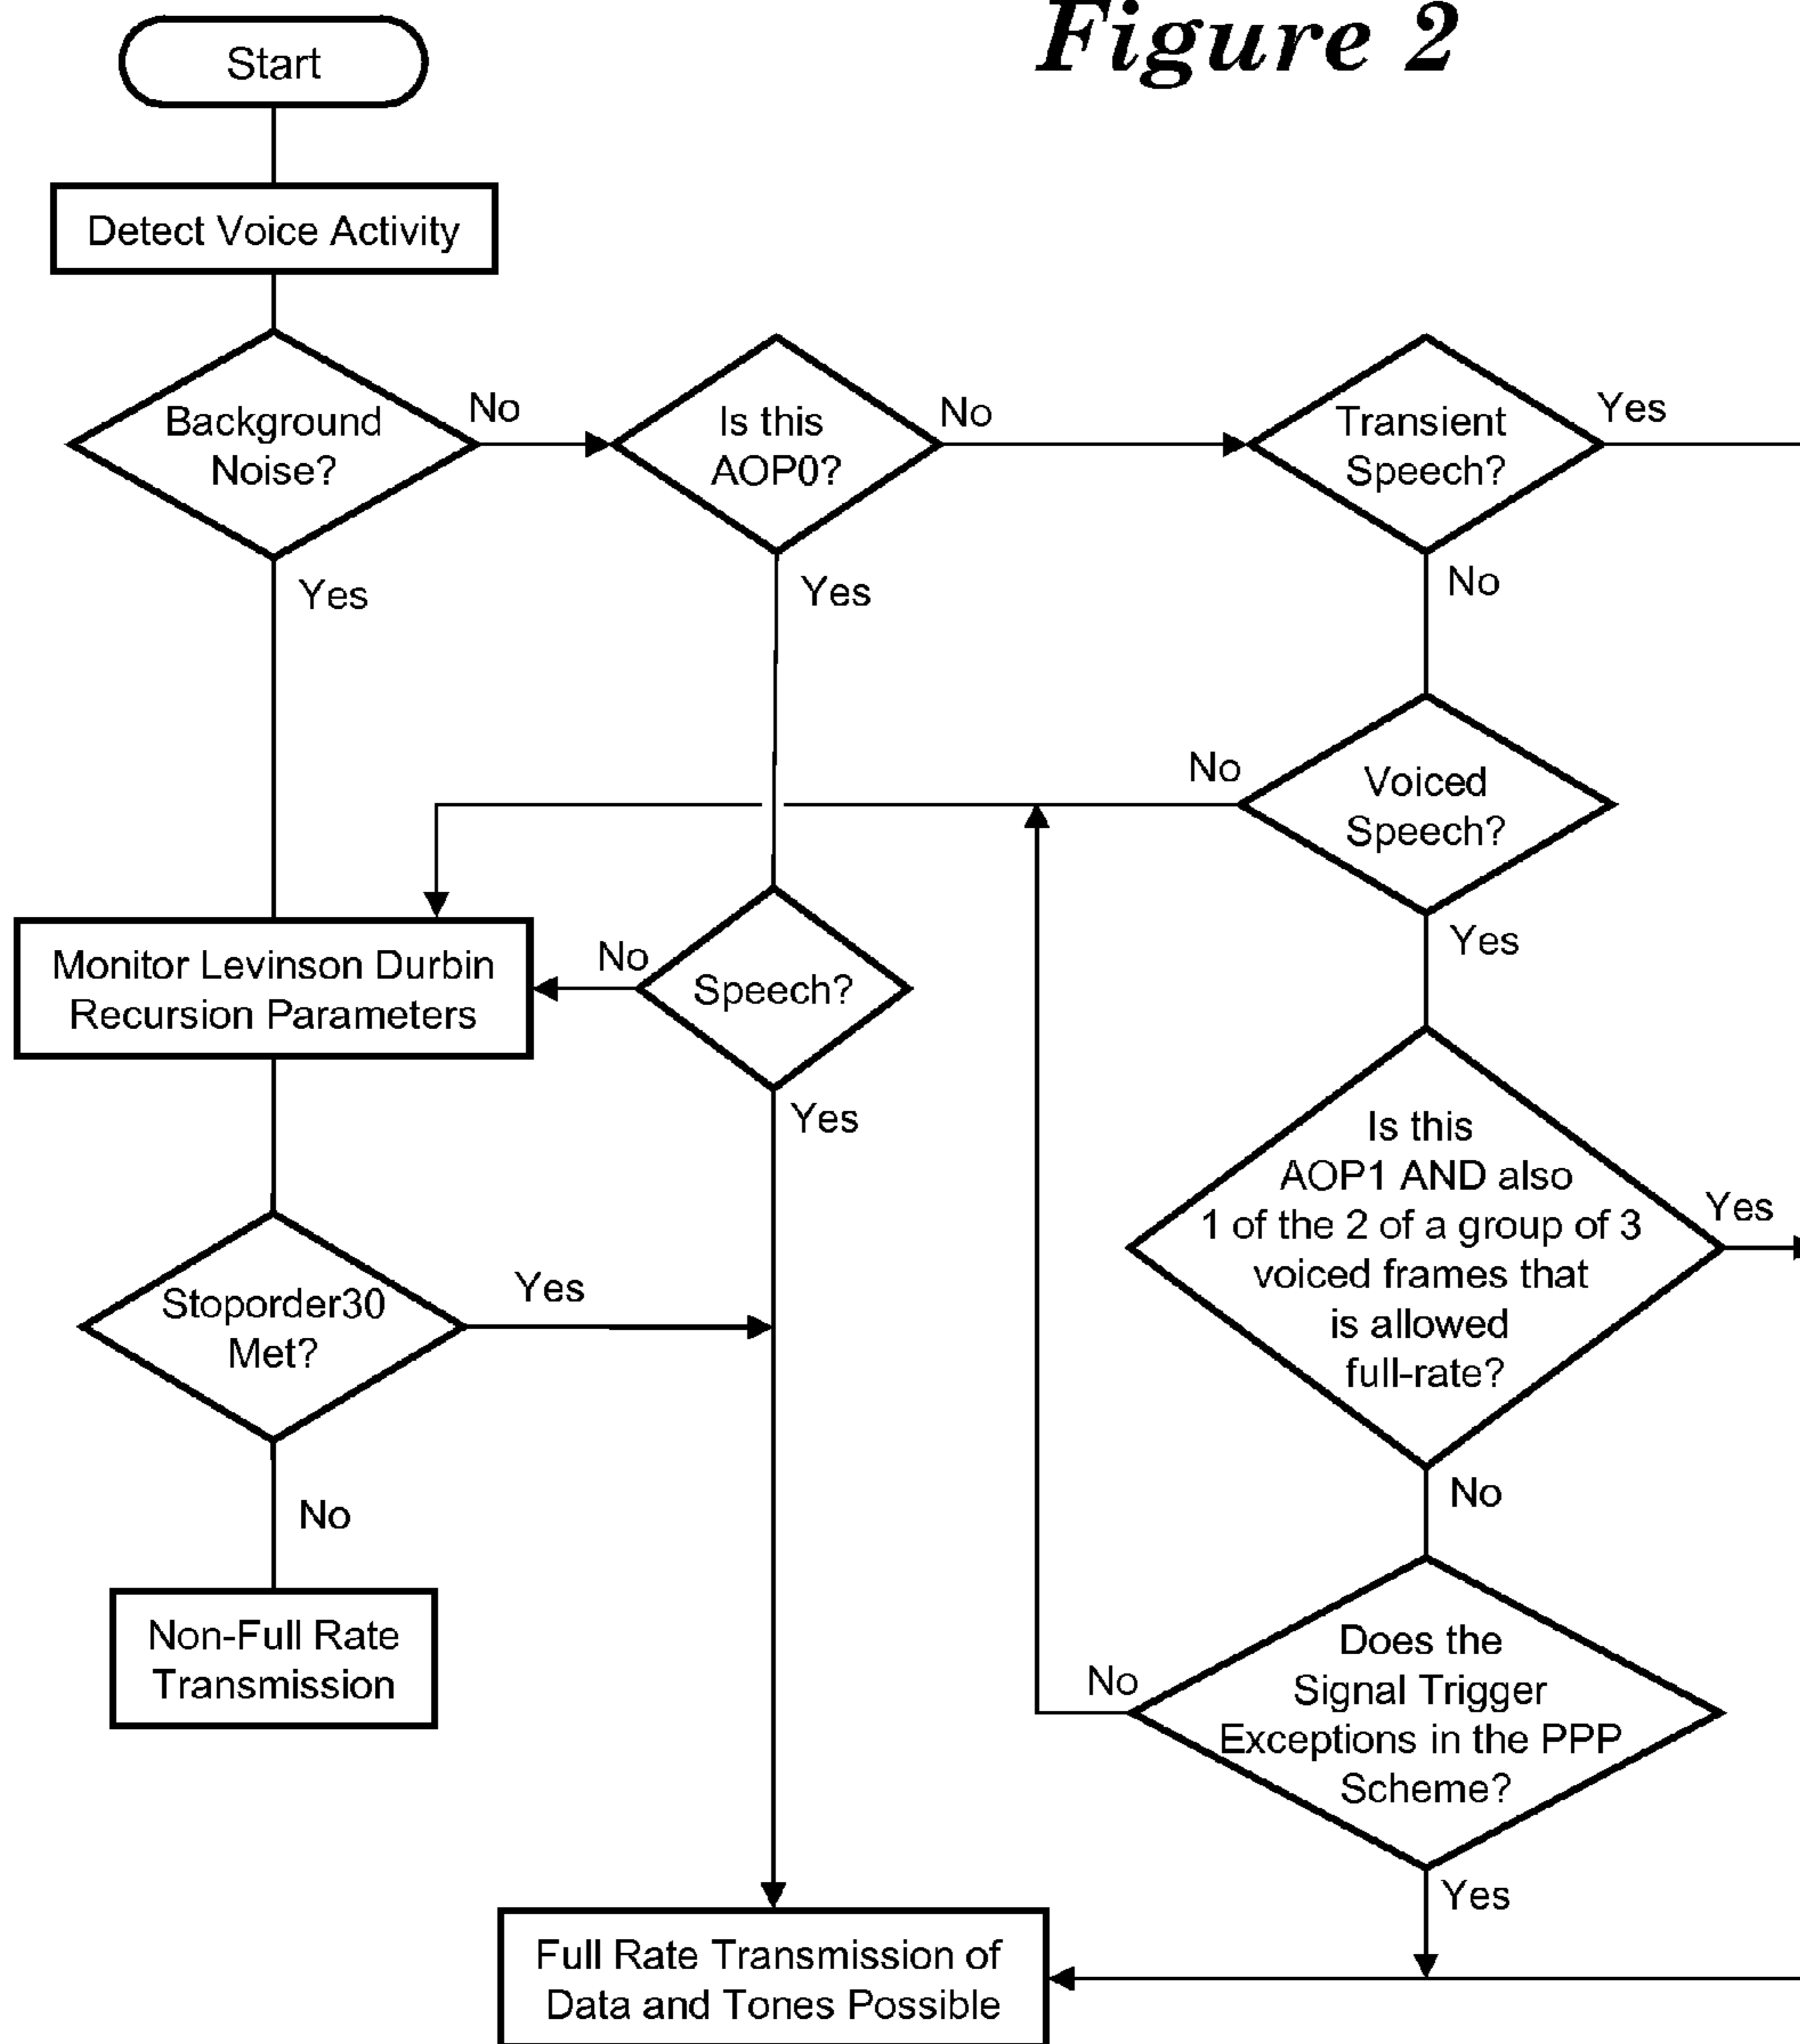 Figure 2
Start
Detect Voice Activity
Background
Noise?
No
Yes
Is this
AOP0?
No
Yes
Transient
Speech?
Yes
No
Voiced
Speech?
No
Yes
Monitor Levinson Durbin
Recursion Parameters
No
Speech?
Yes
Is this
AOP1 AND also
1 of the 2 of a group of 3
voiced frames that
is allowed
full-rate?
Yes
No
Stoporder30
Met?
Yes
No
Non-Full Rate
Transmission
Does the
Signal Trigger
Exceptions in the PPP
Scheme?
No
Yes
Full Rate Transmission of
Data and Tones Possible